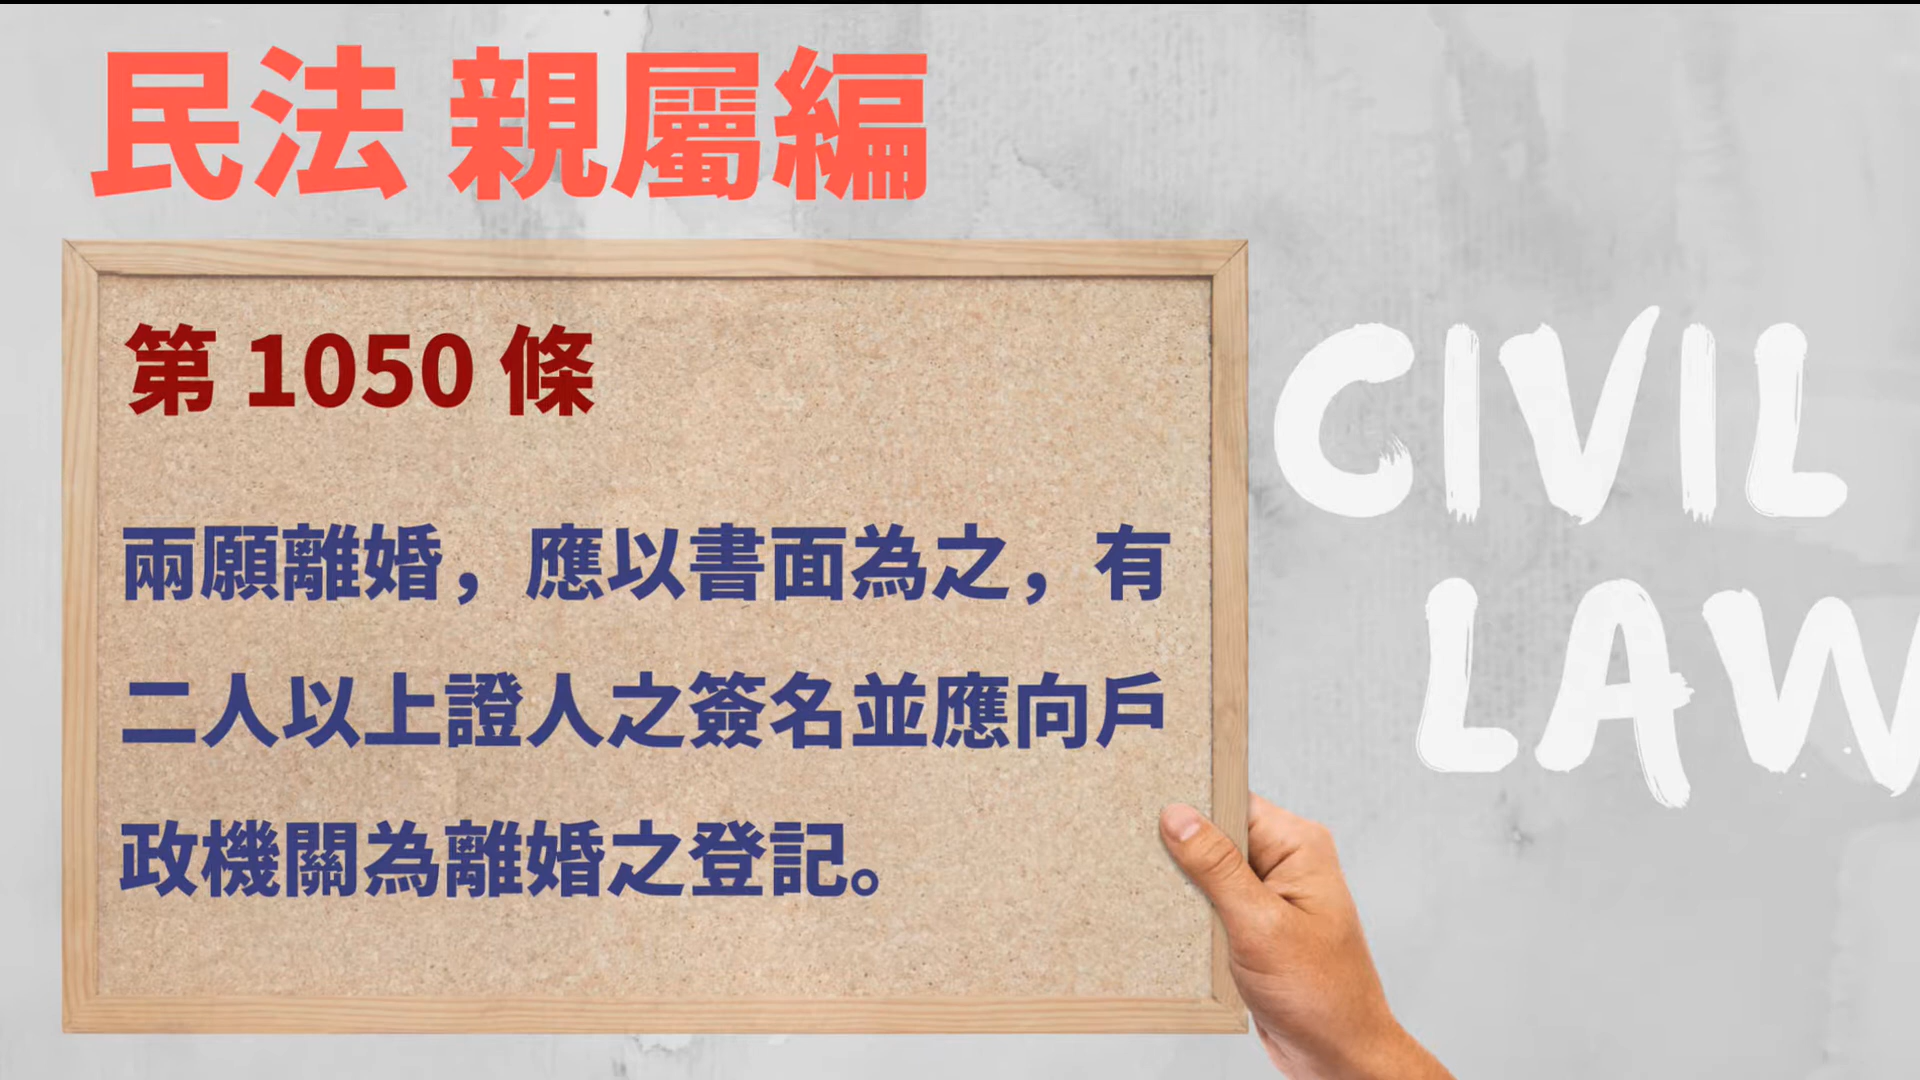 民法 親屬編
第 1050 條
兩願離婚，應以書面為之，有
二人以上證人之簽名並應向戶
政機關為離婚之登記。
CIVIL
LAW